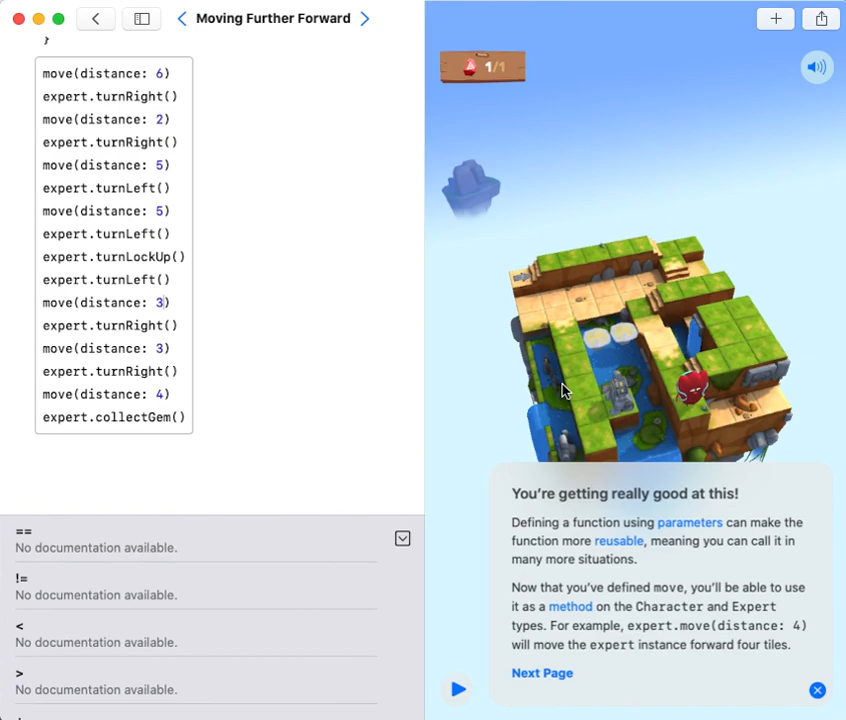 Moving Further Forward
}
move(distance: 6)
expert.turnRight()
move(distance: 2)
expert.turnRight()
move(distance: 5)
expert.turnLeft()
move(distance: 5)
expert.turnLeft()
expert.turnLockUp()
expert.turnLeft()
move(distance: 3)
expert.turnRight()
move(distance: 3)
expert.turnRight()
move(distance: 4)
expert.collectGem()
==
No documentation available.
!=
No documentation available.
<
No documentation available.
>
No documentation available.
1/1
You're getting really good at this!
Defining a function using parameters can make the
function more reusable, meaning you can call it in
many more situations.
Now that you've defined move, you'll be able to use
it as a method on the Character and Expert
types. For example, expert.move(distance: 4)
will move the expert instance forward four tiles.
Next Page